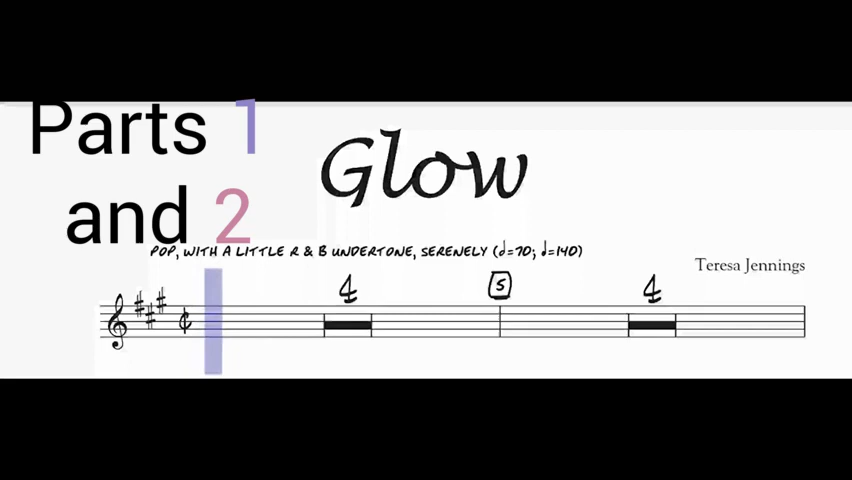 Parts 1
and 2
Glow
POP, WITH A LITTLE R & B UNDERTONE, SERENELY (𝅗𝅥=70; 𝅘𝅥=140)
Teresa Jennings
4
5
4